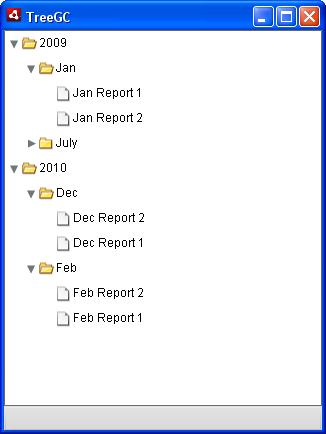 TreeGC
2009
Jan
Jan Report 1
Jan Report 2
July
2010
Dec
Dec Report 2
Dec Report 1
Feb
Feb Report 2
Feb Report 1